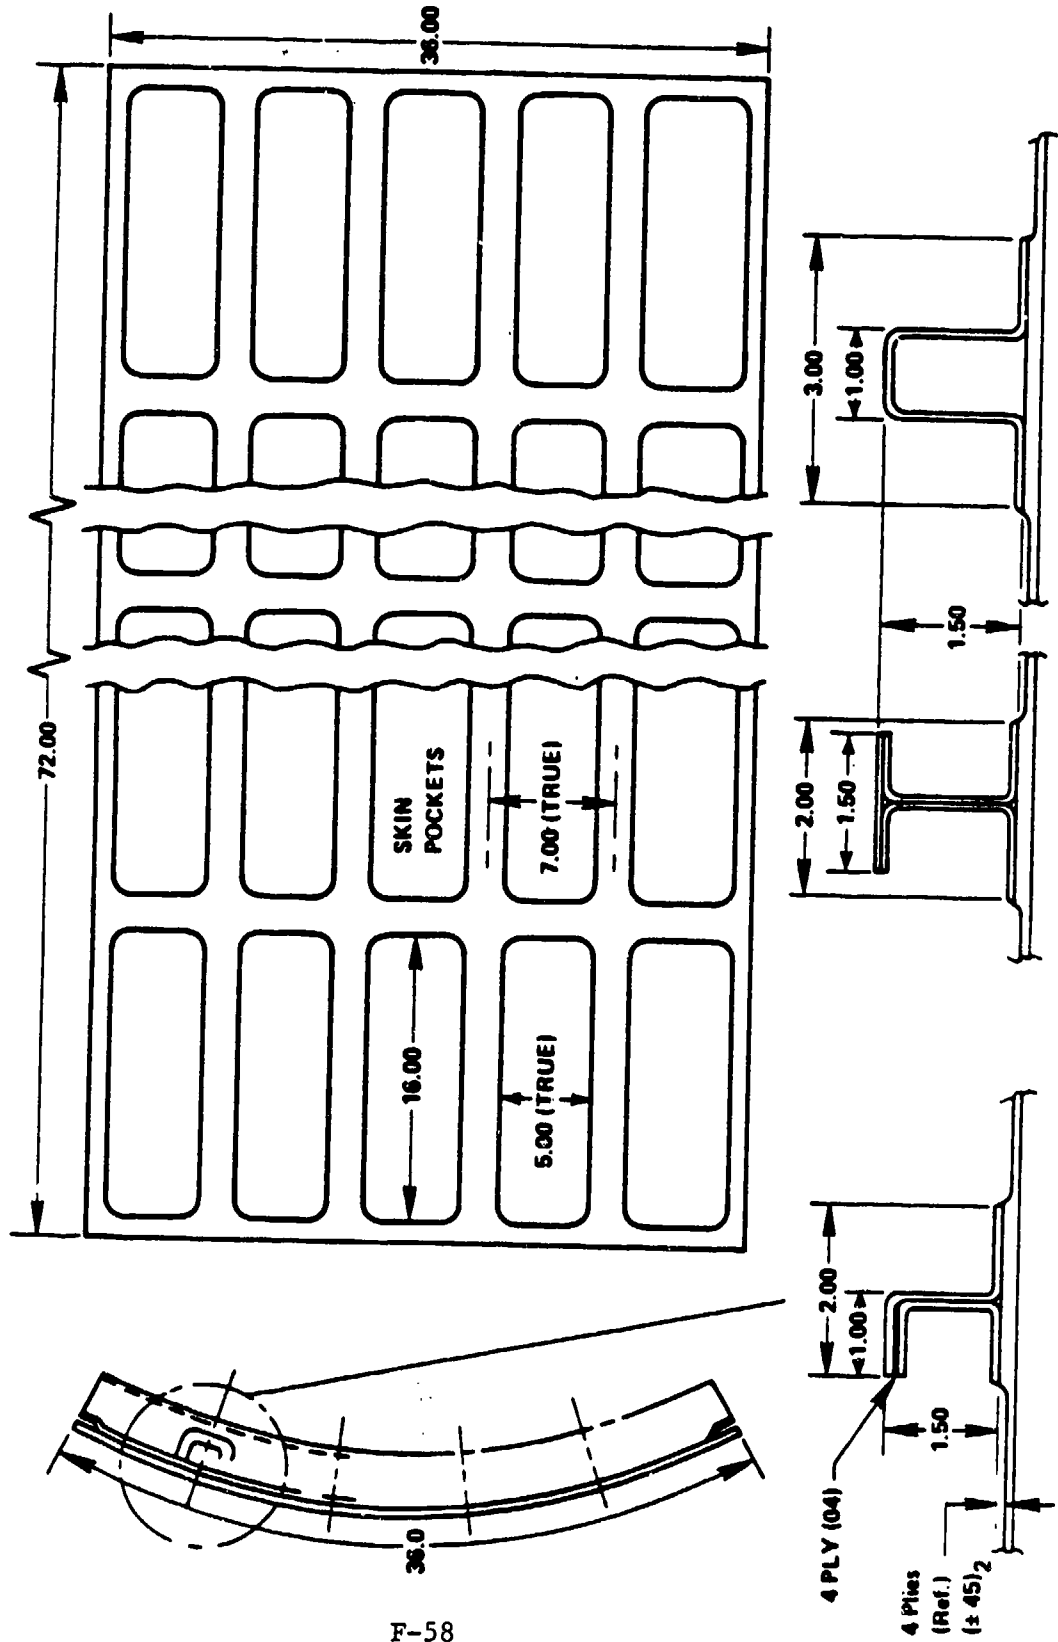 72.00
36.00
SKIN
POCKETS
7.00 (TRUE)
16.00
5.00 (TRUE)
36.0
4 PLY (04)
2.00
1.00
1.50
4 Plies
(Ref.)
(± 45)2
2.00
1.50
1.50
3.00
1.00
F-58